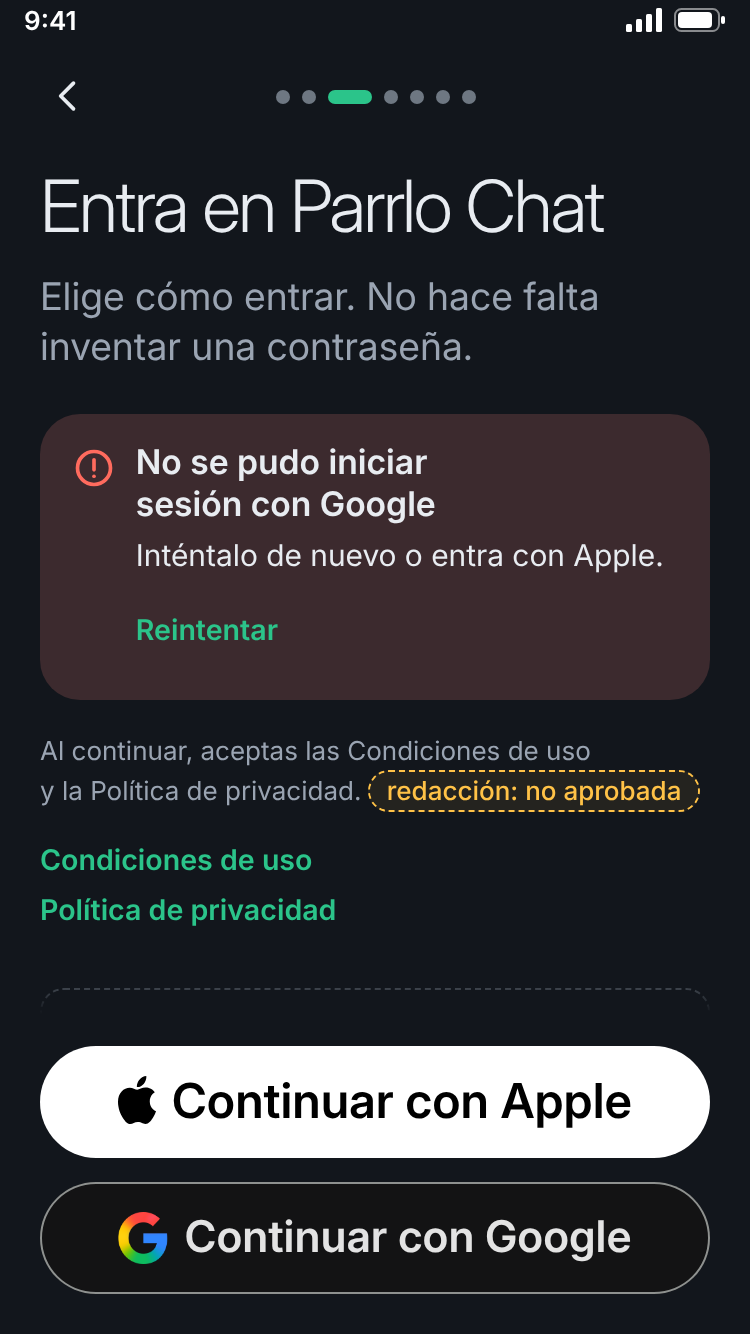 9:41
Entra en Parrlo Chat
Elige cómo entrar. No hace falta
inventar una contraseña.
No se pudo iniciar
sesión con Google
Inténtalo de nuevo o entra con Apple.
Reintentar
Al continuar, aceptas las Condiciones de uso
y la Política de privacidad. redacción: no aprobada
Condiciones de uso
Política de privacidad
Continuar con Apple
Continuar con Google